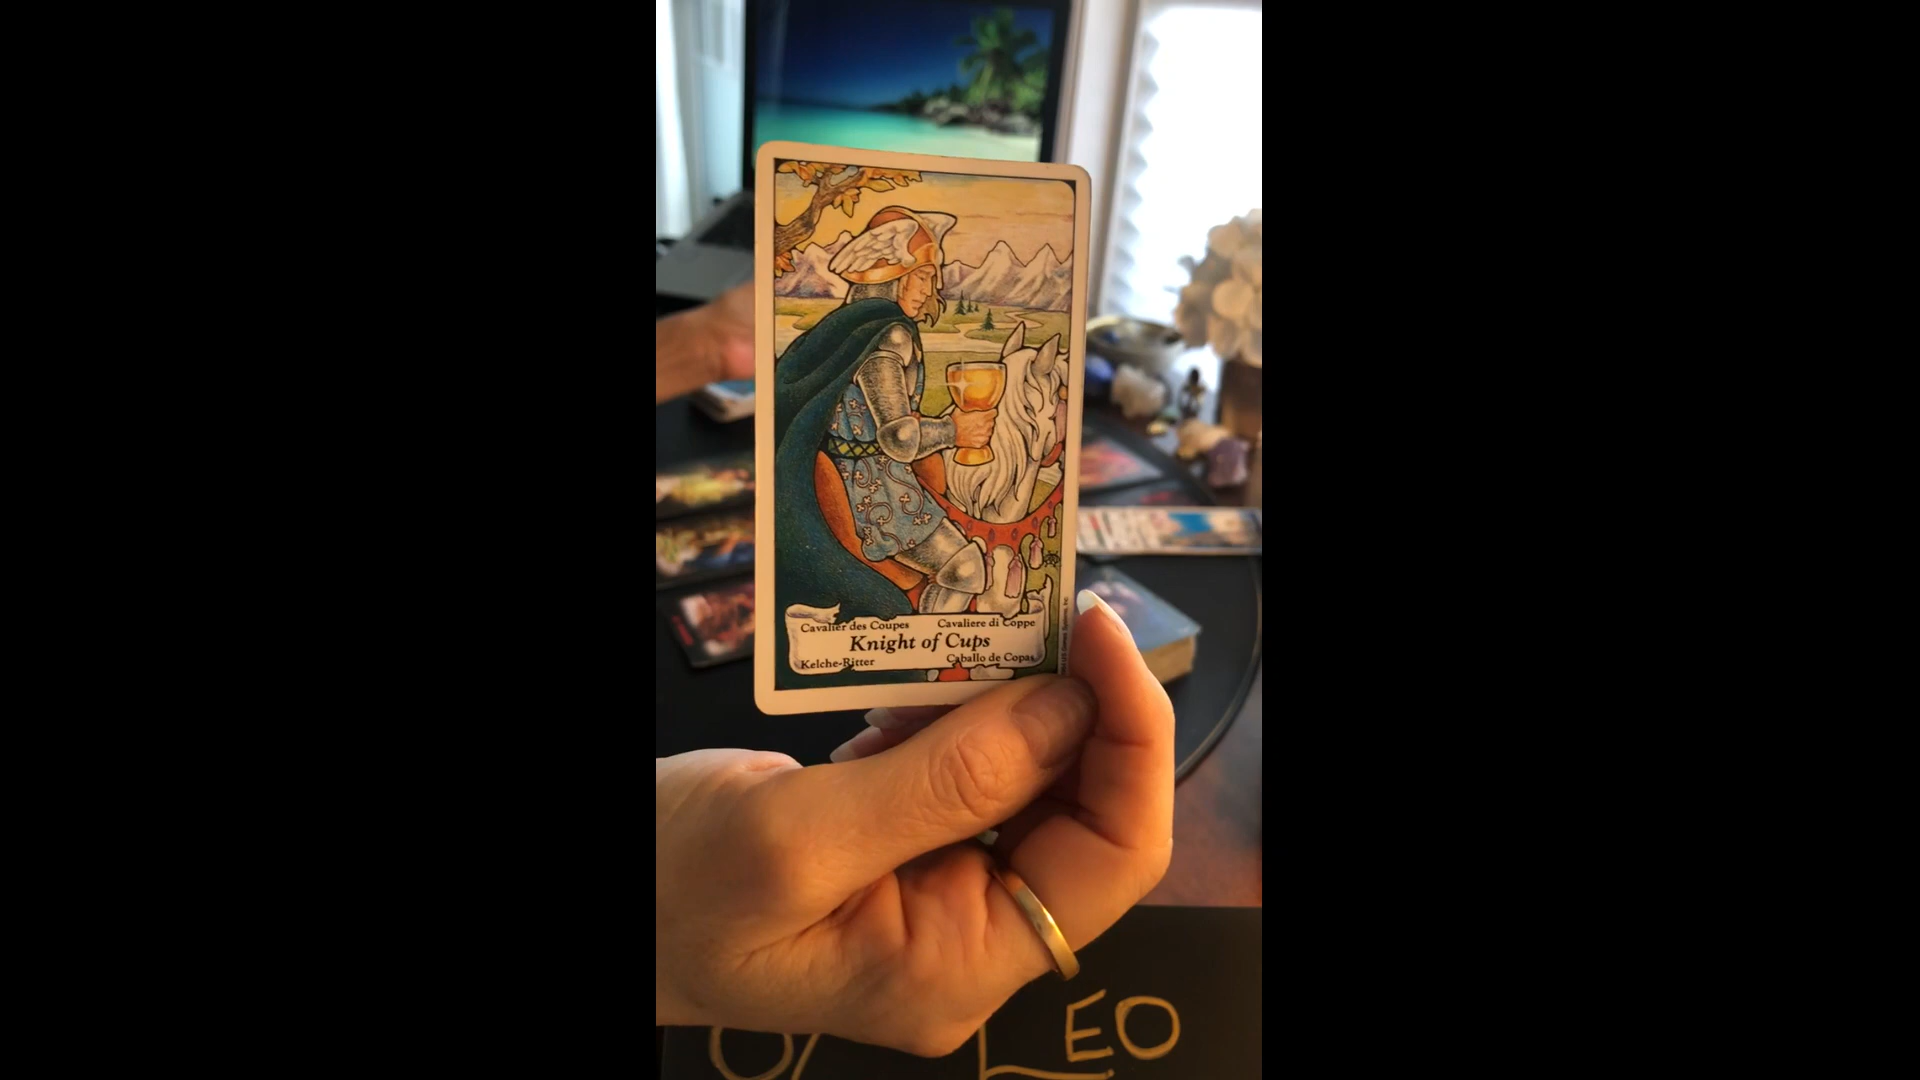 Cavalier des Coupes Cavaliere di Coppe
Knight of Cups
Kelche-Ritter Caballo de Copas
LEO